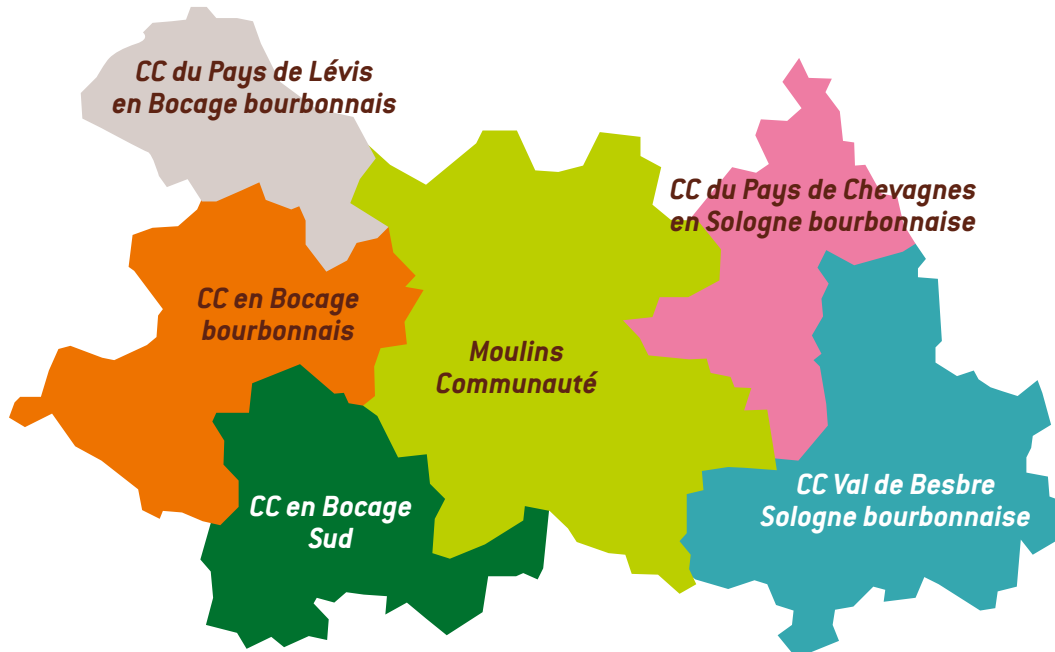 CC du Pays de Lévis
en Bocage bourbonnais
CC du Pays de Chevagnes
en Sologne bourbonnaise
CC en Bocage
bourbonnais
Moulins
Communauté
CC en Bocage
Sud
CC Val de Besbre
Sologne bourbonnaise